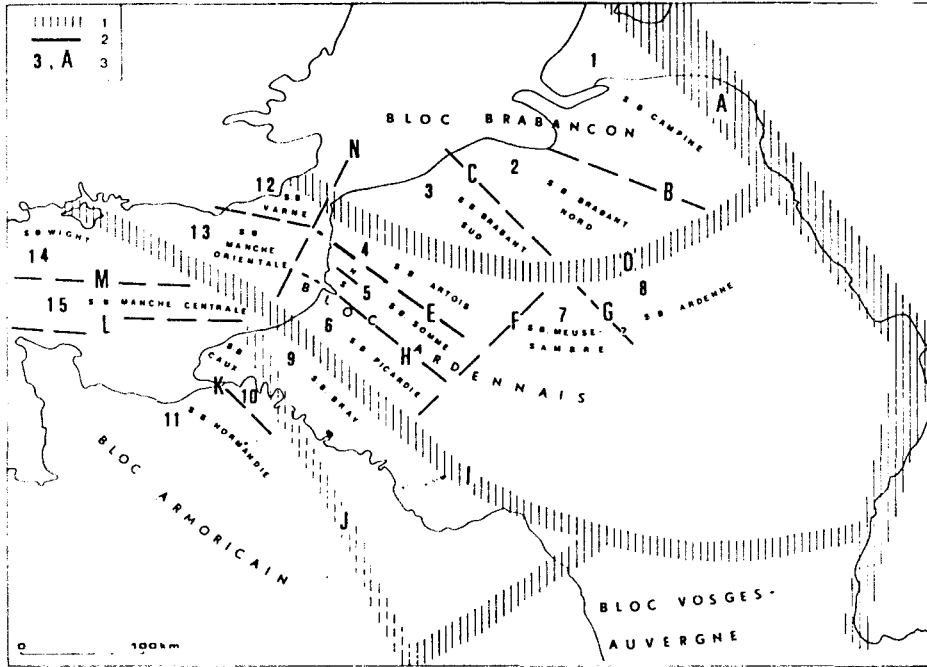 1
2
3 , A 3
1
A
BLOC BRABANÇON
S B CAMPINE
N
C
2
B
12
S B
VARNE
3
S B BRABANT
SUD
S B
BRABANT
NORD
13
S B
MANCHE
ORIENTALE
S B WIGHT
14
4
S B
ARTOIS
D
8
M
15
S B MANCHE CENTRALE
L
5
S B SOMME
E
F
7
S B MEUSE-
SAMBRE
G
?
S B ARDENNE
BLOC ARDENNAIS
6
S B PICARDIE
H
S B
CAUX
9
S B BRAY
K
10
11
S B NORMANDIE
BLOC ARMORICAIN
I
J
BLOC VOSGES-
AUVERGNE
0 100km